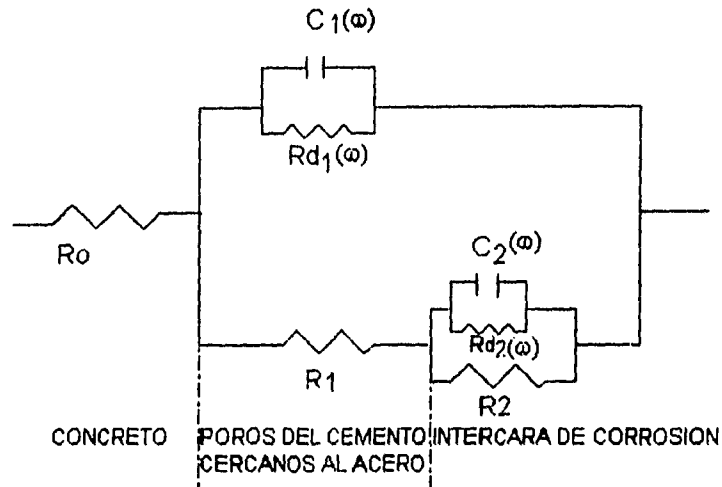 C1(ω)
Rd1(ω)
Ro
C2(ω)
Rd2(ω)
R1
R2
CONCRETO POROS DEL CEMENTO INTERCARA DE CORROSION
CERCANOS AL ACERO